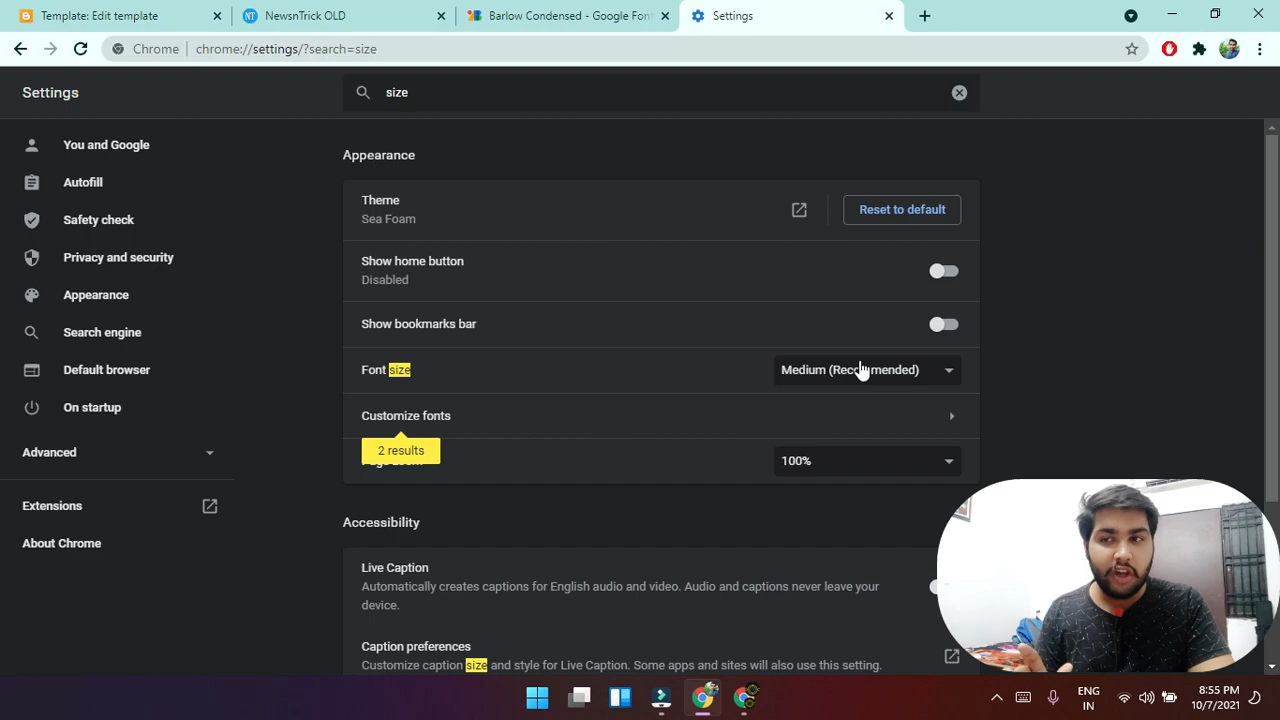 Template: Edit template
NewsnTrick OLD
Barlow Condensed - Google Font
Settings
Chrome
chrome://settings/?search=size
Settings
size
You and Google
Autofill
Safety check
Privacy and security
Appearance
Search engine
Default browser
On startup
Advanced
Extensions
About Chrome
Appearance
Theme
Sea Foam
Reset to default
Show home button
Disabled
Show bookmarks bar
Font size
Medium (Recommended)
Customize fonts
2 results
100%
Accessibility
Live Caption
Automatically creates captions for English audio and video. Audio and captions never leave your
device.
Caption preferences
Customize caption size and style for Live Caption. Some apps and sites will also use this setting.
ENG
IN
8:55 PM
10/7/2021